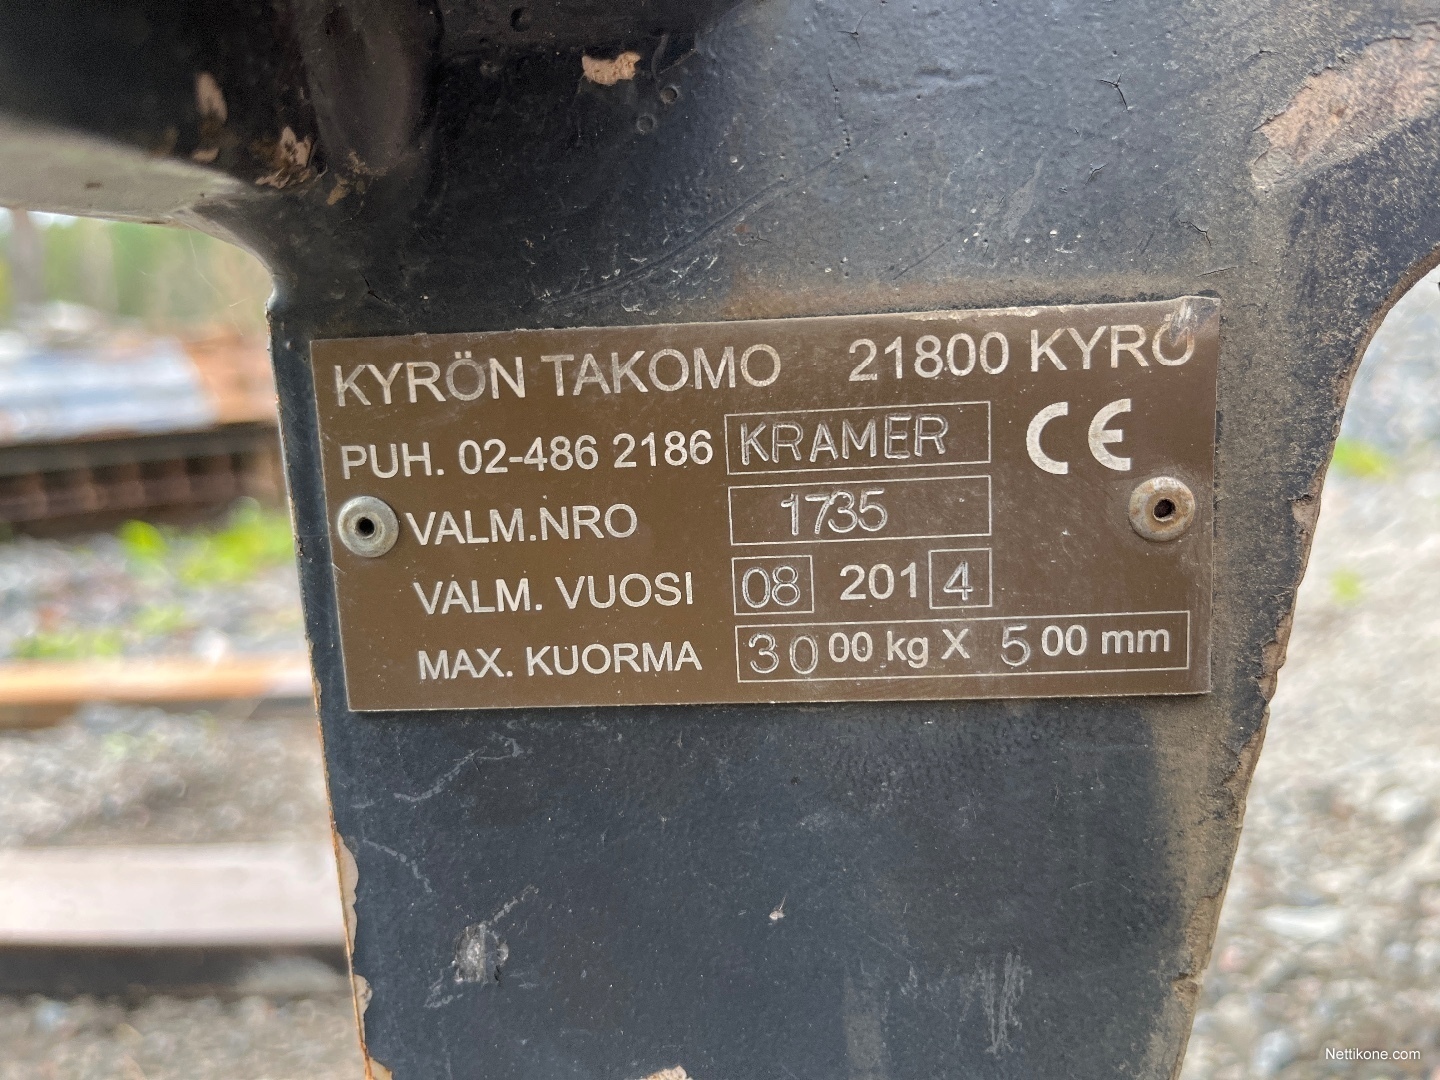 KYRÖN TAKOMO 21800 KYRÖ
PUH. 02-486 2186 KRAMER CE
VALM.NRO 1735
VALM. VUOSI 08 2014
MAX. KUORMA 3000 kg X 500 mm
Nettikone.com